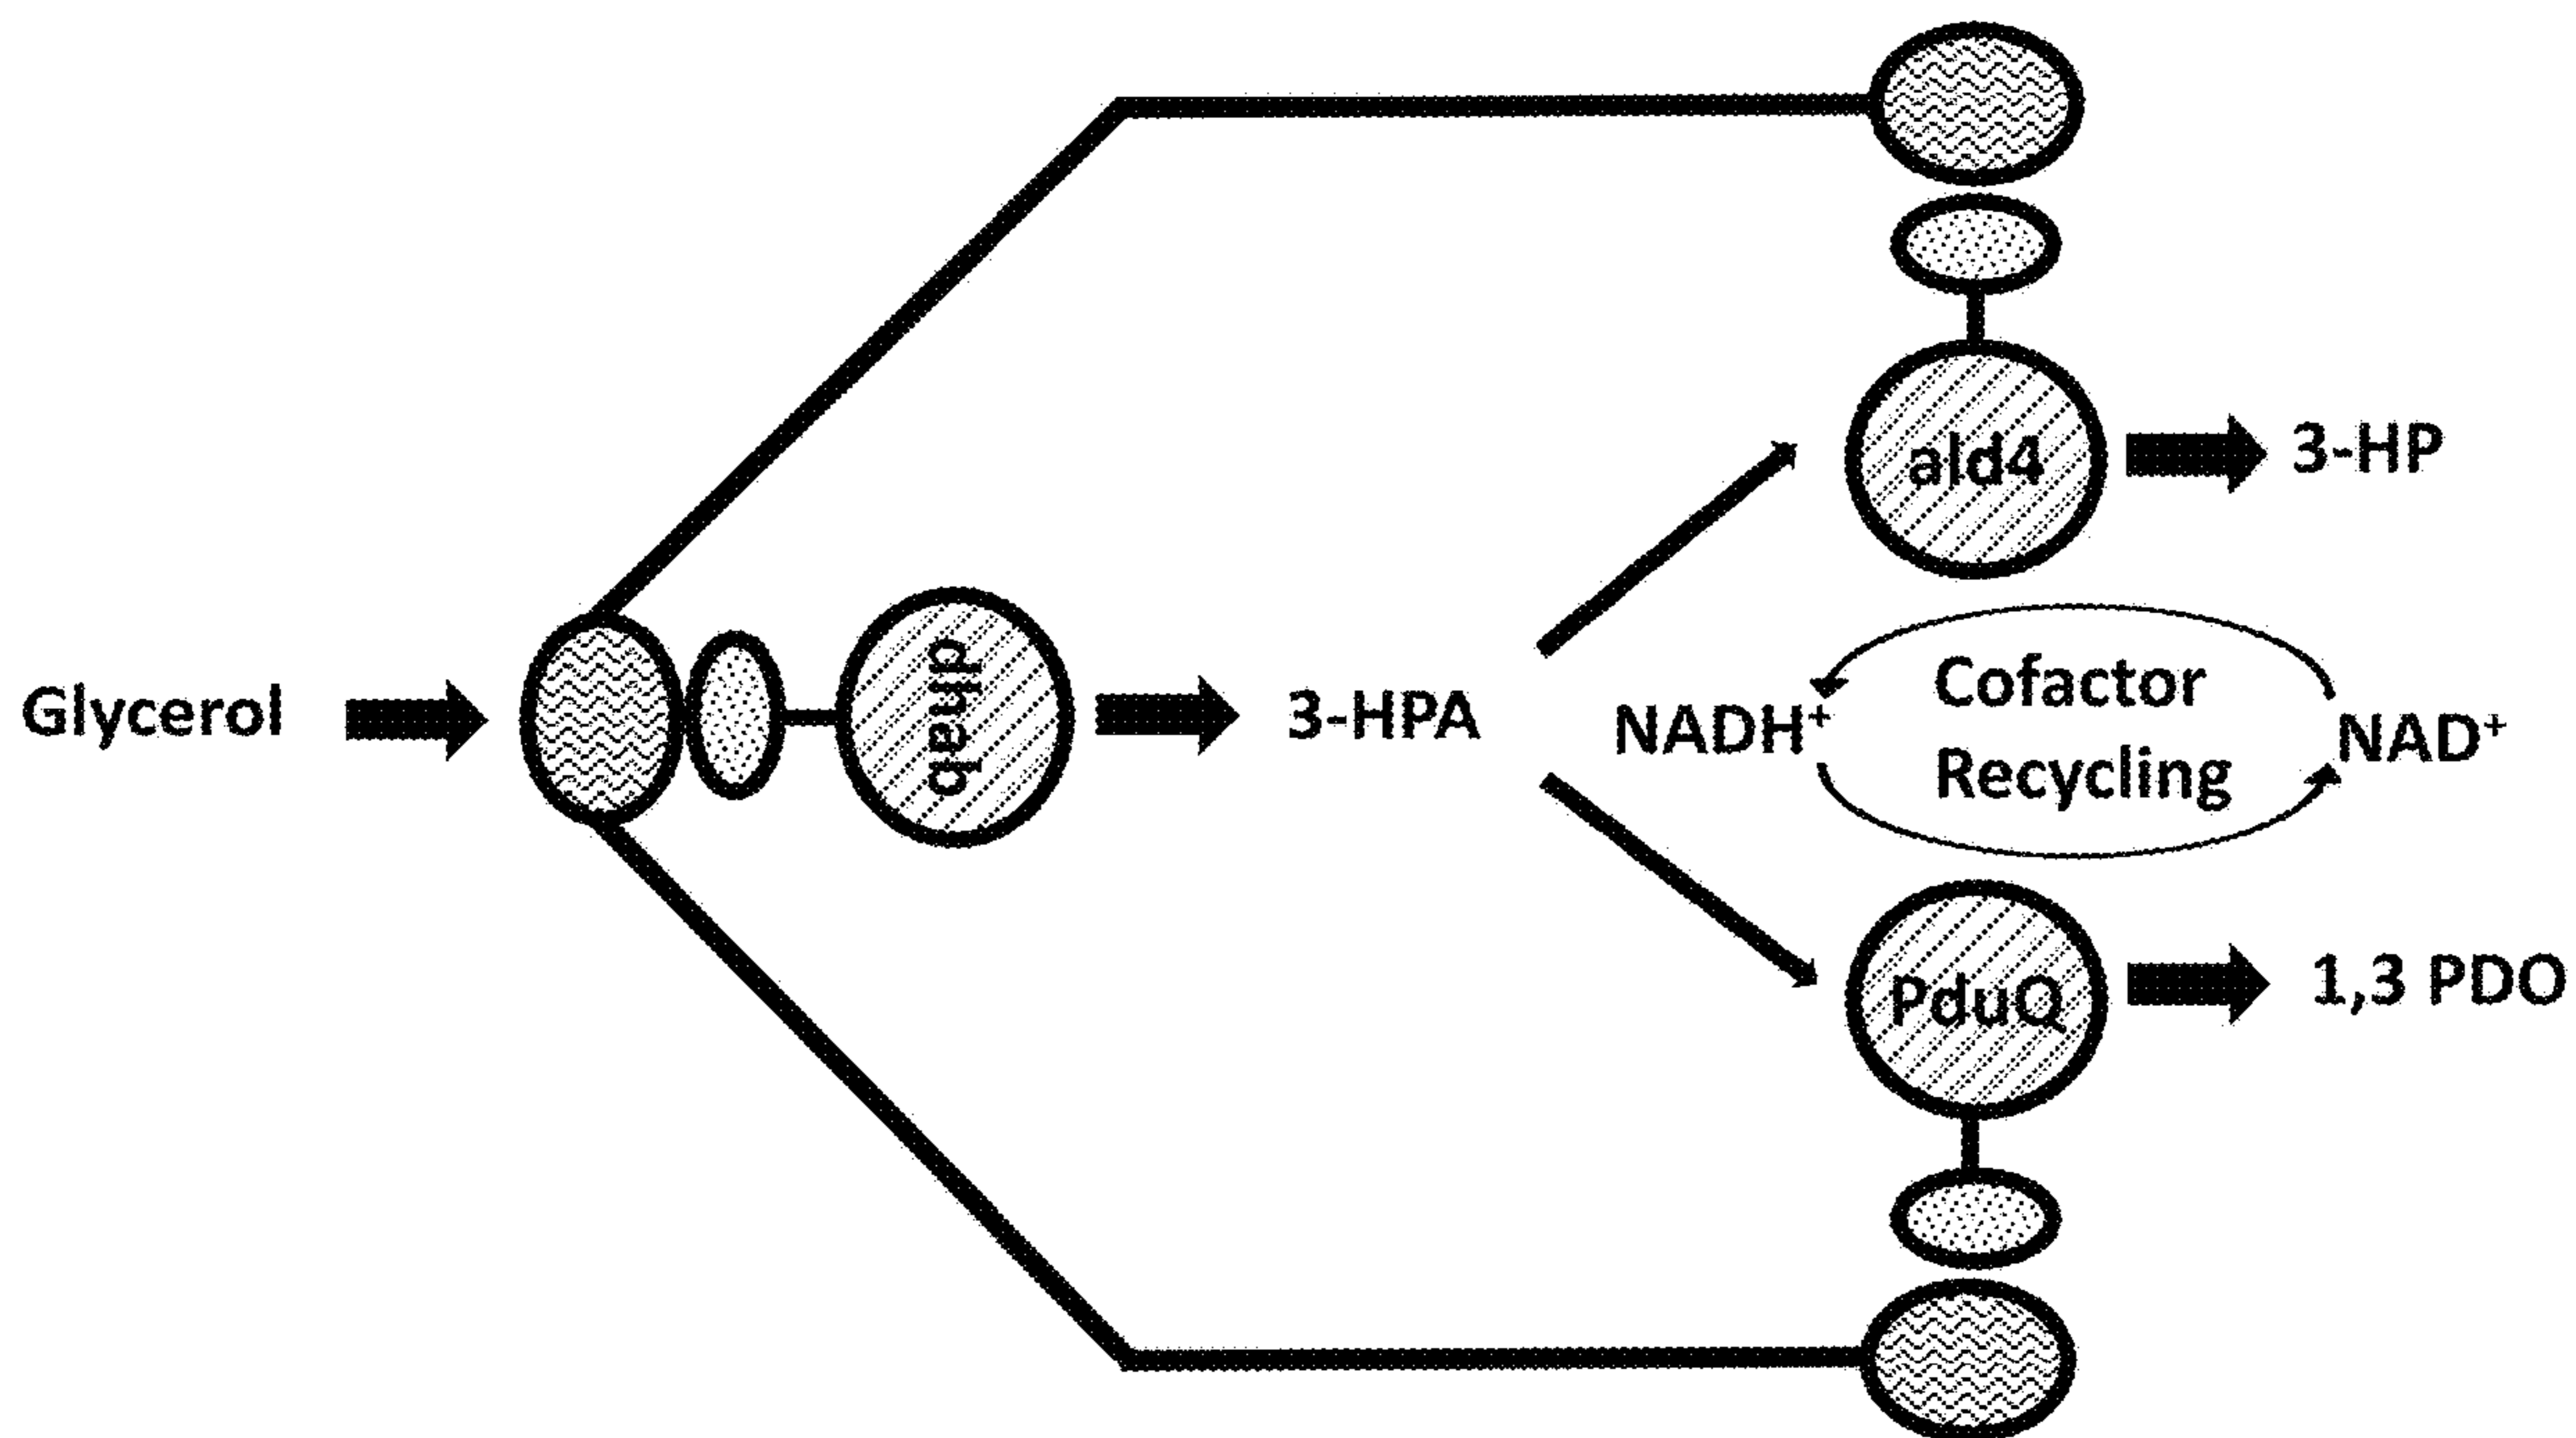 ald4
3-HP
Glycerol
dhab
3-HPA
NADH⁺
Cofactor
Recycling
NAD⁺
PduQ
1,3 PDO